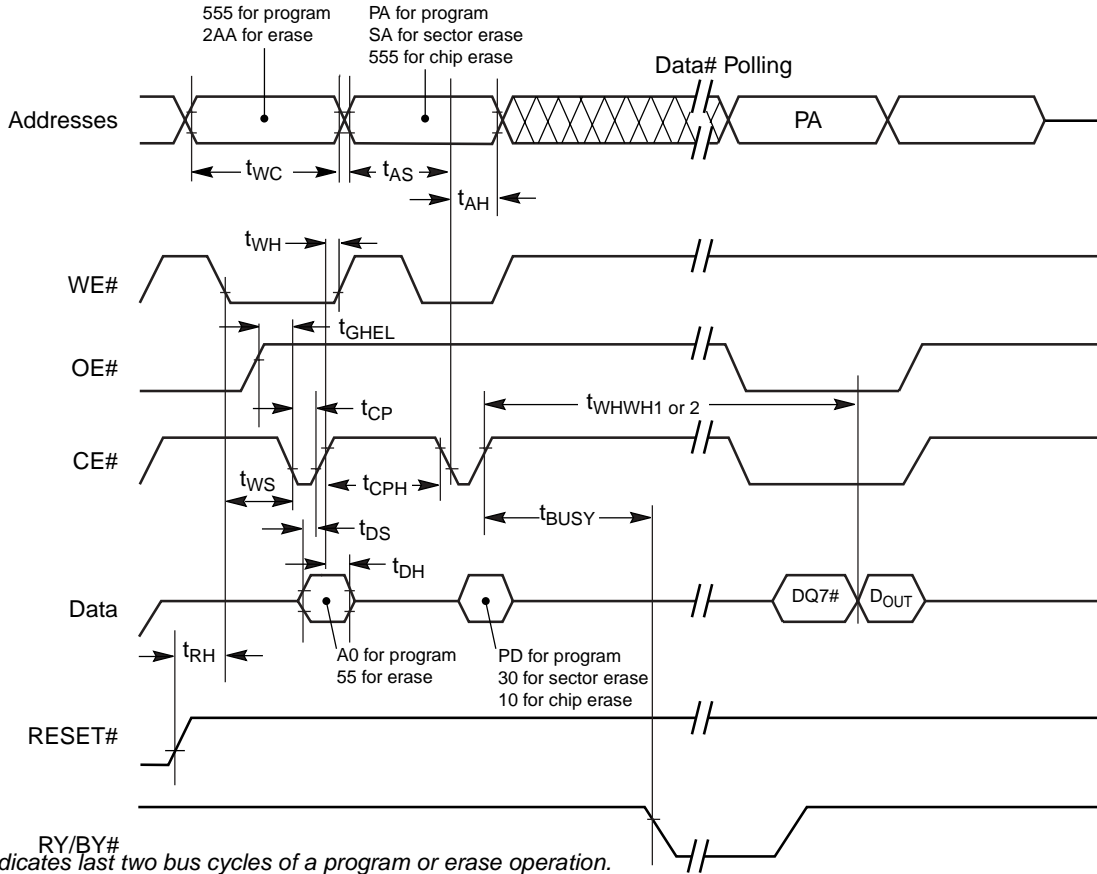 555 for program
2AA for erase
PA for program
SA for sector erase
555 for chip erase
Data# Polling
Addresses
PA
tWC
tAS
tAH
tWH
WE#
tGHEL
OE#
tWHWH1 or 2
tCP
CE#
tWS
tCPH
tBUSY
tDS
tDH
Data
DQ7#
DOUT
tRH
A0 for program
55 for erase
PD for program
30 for sector erase
10 for chip erase
RESET#
RY/BY#
dicates last two bus cycles of a program or erase operation.